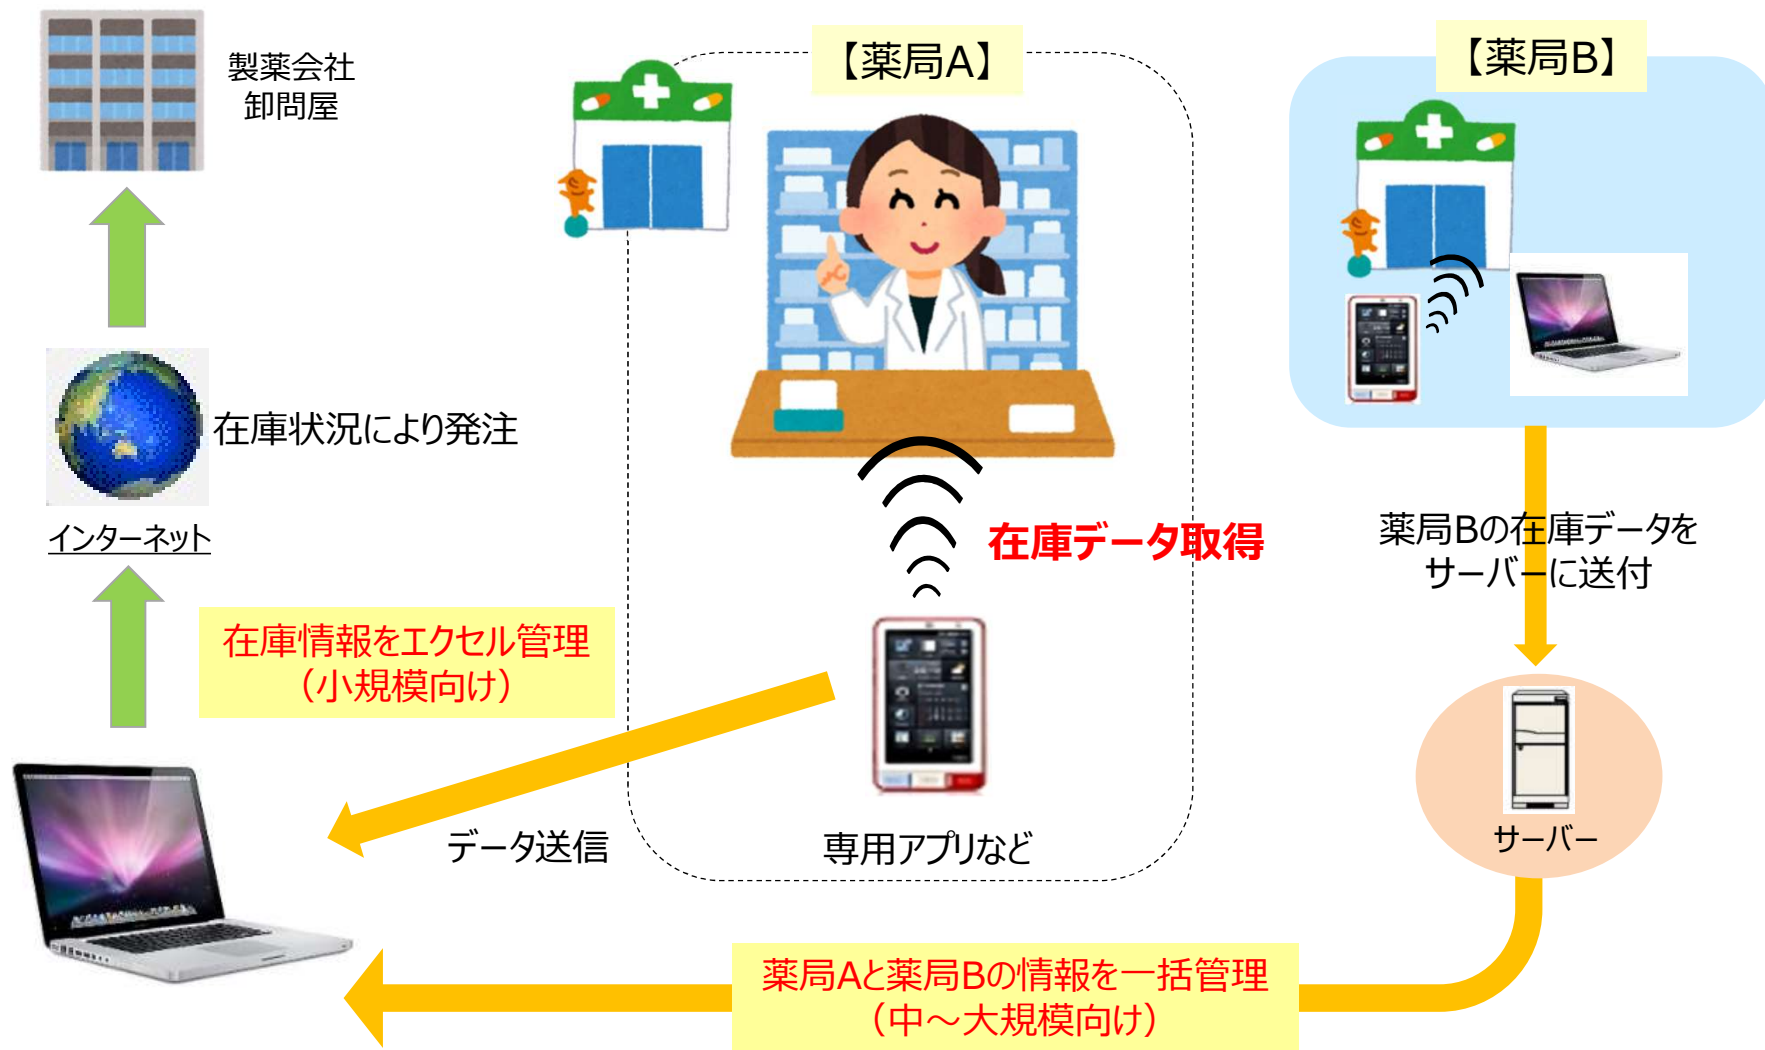 製薬会社
卸問屋
【薬局A】
【薬局B】
在庫状況により発注
インターネット
在庫データ取得
薬局Bの在庫データを
サーバーに送付
在庫情報をエクセル管理
（小規模向け）
データ送信
専用アプリなど
サーバー
薬局Aと薬局Bの情報を一括管理
（中～大規模向け）